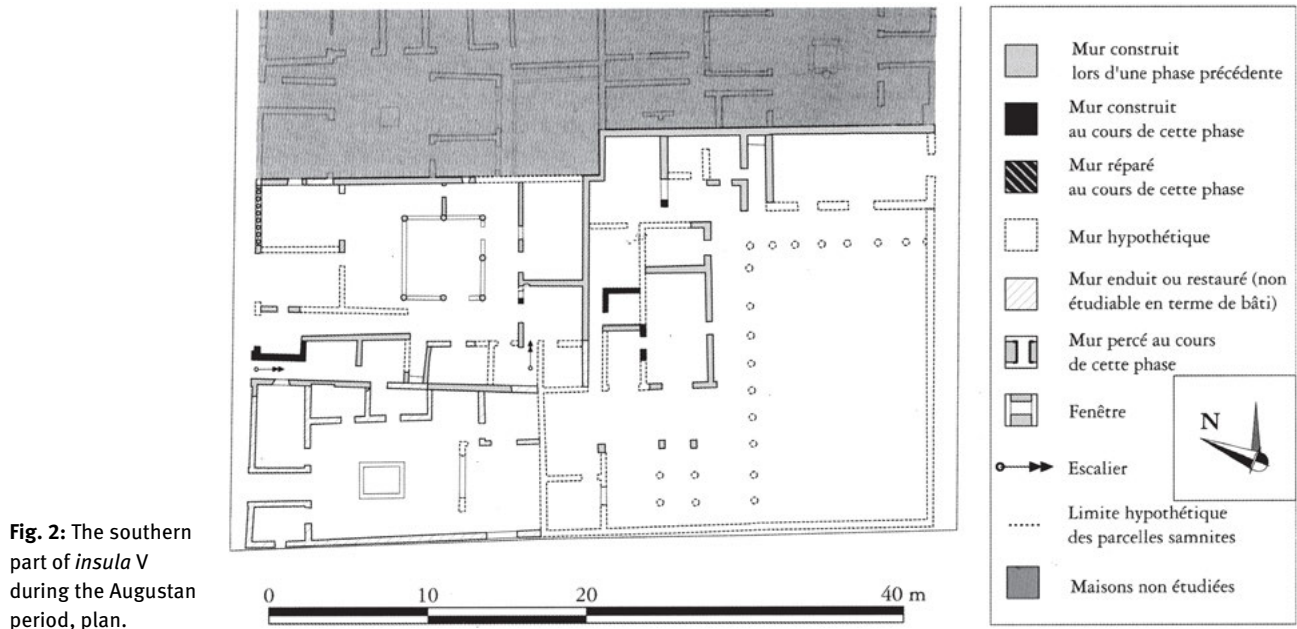 Fig. 2: The southern
part of insula V
during the Augustan
period, plan.
0 10 20 40 m
Mur construit
lors d'une phase précédente
Mur construit
au cours de cette phase
Mur réparé
au cours de cette phase
Mur hypothétique
Mur enduit ou restauré (non
étudiable en terme de bâti)
Mur percé au cours
de cette phase
Fenêtre
N
Escalier
Limite hypothétique
des parcelles samnites
Maisons non étudiées